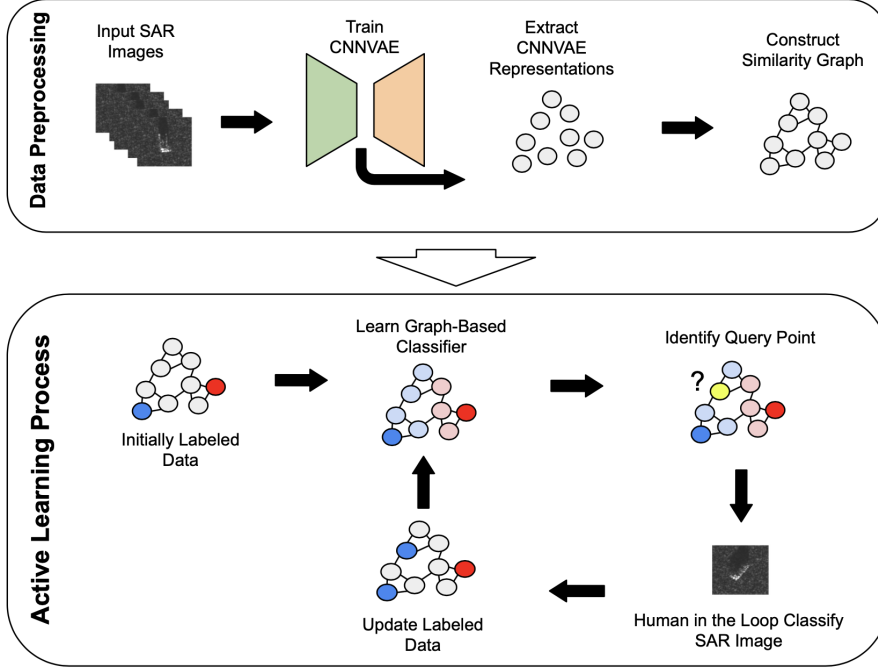 Data Preprocessing
Input SAR
Images
Train
CNNVAE
Extract
CNNVAE
Representations
Construct
Similarity Graph
Active Learning Process
Initially Labeled
Data
Learn Graph-Based
Classifier
Identify Query Point
?
Human in the Loop Classify
SAR Image
Update Labeled
Data